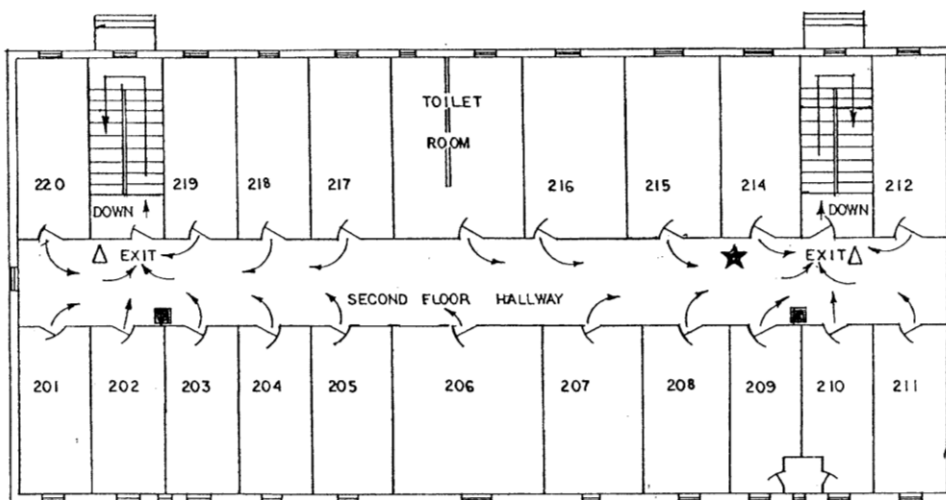 TOILET
ROOM
220
219
218
217
216
215
214
212
DOWN
DOWN
EXIT
EXIT
SECOND FLOOR HALLWAY
201
202
203
204
205
206
207
208
209
210
211